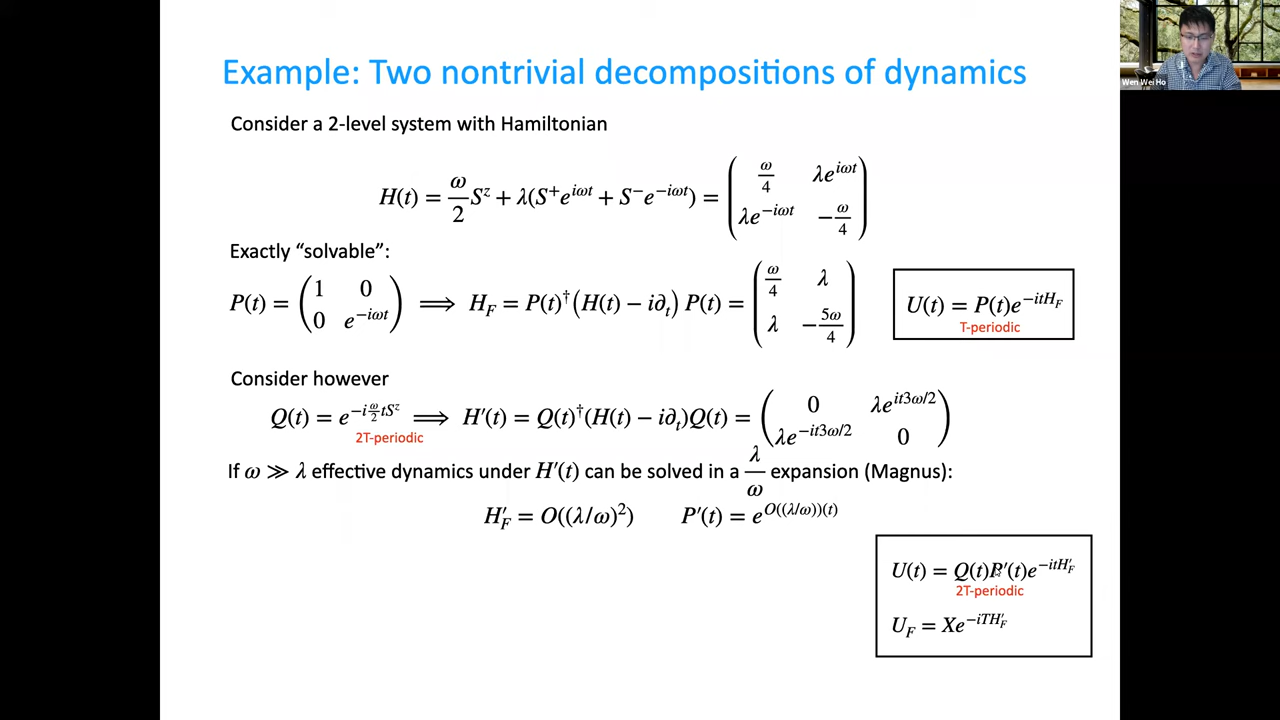 Example: Two nontrivial decompositions of dynamics
Wen Wei Ho
Consider a 2-level system with Hamiltonian
H(t) = ω/2 S^z + λ(S^+ e^{iωt} + S^- e^{-iωt}) = ( ω/4 λe^{iωt} ; λe^{-iωt} -ω/4 )
Exactly “solvable”:
P(t) = ( 1 0 ; 0 e^{-iωt} ) ⟹ H_F = P(t)^† (H(t) - i∂_t) P(t) = ( ω/4 λ ; λ -5ω/4 )
U(t) = P(t)e^{-itH_F}
T-periodic
Consider however
Q(t) = e^{-i ω/2 tS^z} ⟹ H′(t) = Q(t)^†(H(t) - i∂_t)Q(t) = ( 0 λe^{it3ω/2} ; λe^{-it3ω/2} 0 )
2T-periodic
If ω ≫ λ effective dynamics under H′(t) can be solved in a λ/ω expansion (Magnus):
H′_F = O((λ/ω)^2) P′(t) = e^{O((λ/ω))(t)}
U(t) = Q(t)P′(t)e^{-itH′_F}
2T-periodic
U_F = Xe^{-iTH′_F}